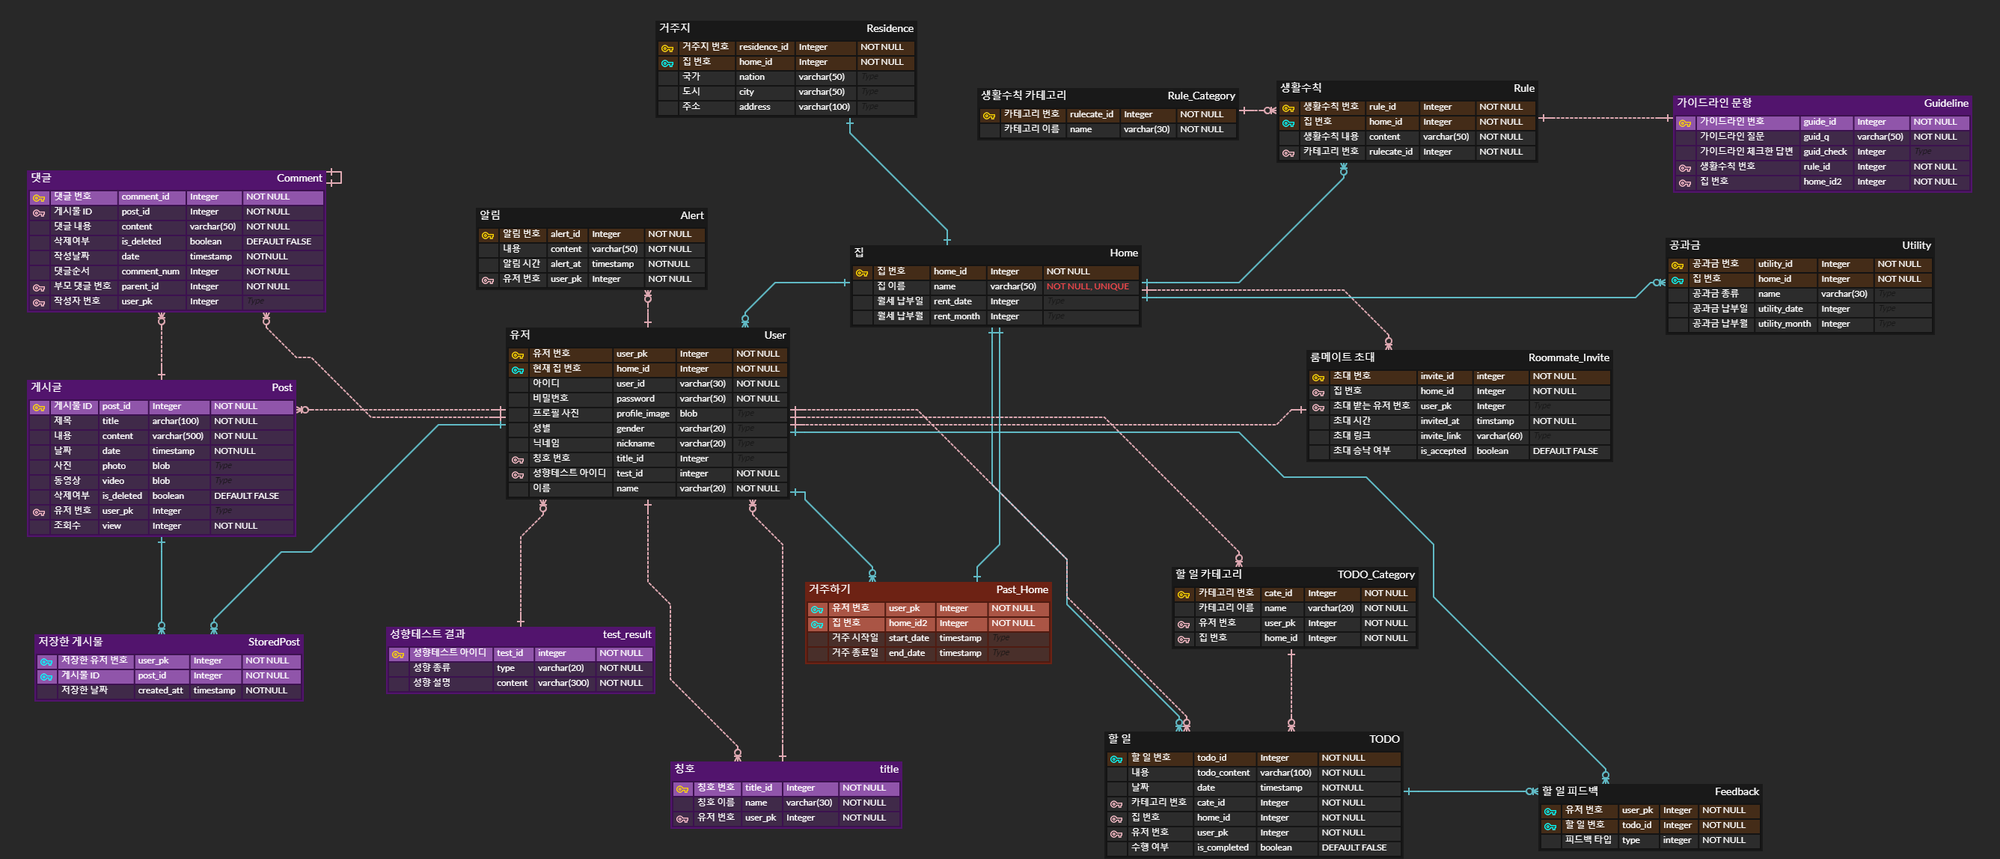 거주지 Residence
거주지 번호 residence_id Integer NOT NULL
집 번호 home_id Integer NOT NULL
국가 nation varchar(50) Type
도시 city varchar(50) Type
주소 address varchar(100) Type
생활수칙 카테고리 Rule_Category
카테고리 번호 rulecate_id Integer NOT NULL
카테고리 이름 name varchar(30) NOT NULL
생활수칙 Rule
생활수칙 번호 rule_id Integer NOT NULL
집 번호 home_id Integer NOT NULL
생활수칙 내용 content varchar(50) NOT NULL
카테고리 번호 rulecate_id Integer NOT NULL
가이드라인 문항 Guideline
가이드라인 번호 guide_id Integer NOT NULL
가이드라인 질문 guid_q varchar(50) NOT NULL
가이드라인 체크한 답변 guid_check Integer Type
생활수칙 번호 rule_id Integer NOT NULL
집 번호 home_id2 Integer NOT NULL
댓글 Comment
댓글 번호 comment_id Integer NOT NULL
게시물 ID post_id Integer NOT NULL
댓글 내용 content varchar(50) NOT NULL
삭제여부 is_deleted boolean DEFAULT FALSE
작성날짜 date timestamp NOTNULL
댓글순서 comment_num Integer NOT NULL
부모 댓글 번호 parent_id Integer NOT NULL
작성자 번호 user_pk Integer Type
알림 Alert
알림 번호 alert_id Integer NOT NULL
내용 content varchar(50) NOT NULL
알림 시간 alert_at timestamp NOTNULL
유저 번호 user_pk Integer NOT NULL
집 Home
집 번호 home_id Integer NOT NULL
집 이름 name varchar(50) NOT NULL, UNIQUE
월세 납부일 rent_date Integer Type
월세 납부월 rent_month Integer Type
공과금 Utility
공과금 번호 utility_id Integer NOT NULL
집 번호 home_id Integer NOT NULL
공과금 종류 name varchar(30) Type
공과금 납부일 utility_date Integer Type
공과금 납부월 utility_month Integer Type
유저 User
유저 번호 user_pk Integer NOT NULL
현재 집 번호 home_id Integer NOT NULL
아이디 user_id varchar(30) NOT NULL
비밀번호 password varchar(50) NOT NULL
프로필 사진 profile_image blob Type
성별 gender varchar(20) Type
닉네임 nickname varchar(20) Type
칭호 번호 title_id Integer Type
성향테스트 아이디 test_id integer NOT NULL
이름 name varchar(20) NOT NULL
룸메이트 초대 Roommate_Invite
초대 번호 invite_id integer NOT NULL
집 번호 home_id Integer NOT NULL
초대 받는 유저 번호 user_pk Integer Type
초대 시간 invited_at timstamp NOT NULL
초대 링크 invite_link varchar(60) Type
초대 승낙 여부 is_accepted boolean DEFAULT FALSE
게시글 Post
게시물 ID post_id Integer NOT NULL
제목 title archar(100) NOT NULL
내용 content varchar(500) NOT NULL
날짜 date timestamp NOTNULL
사진 photo blob Type
동영상 video blob Type
삭제여부 is_deleted boolean DEFAULT FALSE
유저 번호 user_pk Integer Type
조회수 view Integer NOT NULL
저장한 게시물 StoredPost
저장한 유저 번호 user_pk Integer NOT NULL
게시물 ID post_id Integer NOT NULL
저장한 날짜 created_att timestamp NOTNULL
성향테스트 결과 test_result
성향테스트 아이디 test_id integer NOT NULL
성향 종류 type varchar(20) NOT NULL
성향 설명 content varchar(300) NOT NULL
거주하기 Past_Home
유저 번호 user_pk Integer NOT NULL
집 번호 home_id2 Integer NOT NULL
거주 시작일 start_date timestamp Type
거주 종료일 end_date timestamp Type
할 일 카테고리 TODO_Category
카테고리 번호 cate_id Integer NOT NULL
카테고리 이름 name varchar(20) NOT NULL
유저 번호 user_pk Integer NOT NULL
집 번호 home_id Integer NOT NULL
칭호 title
칭호 번호 title_id Integer NOT NULL
칭호 이름 name varchar(30) NOT NULL
유저 번호 user_pk Integer NOT NULL
할 일 TODO
할 일 번호 todo_id Integer NOT NULL
내용 todo_content varchar(100) NOT NULL
날짜 date timestamp NOTNULL
카테고리 번호 cate_id Integer NOT NULL
집 번호 home_id Integer NOT NULL
유저 번호 user_pk Integer NOT NULL
수행 여부 is_completed boolean DEFAULT FALSE
할 일 피드백 Feedback
유저 번호 user_pk Integer NOT NULL
할 일 번호 todo_id Integer NOT NULL
피드백 타입 type integer NOT NULL